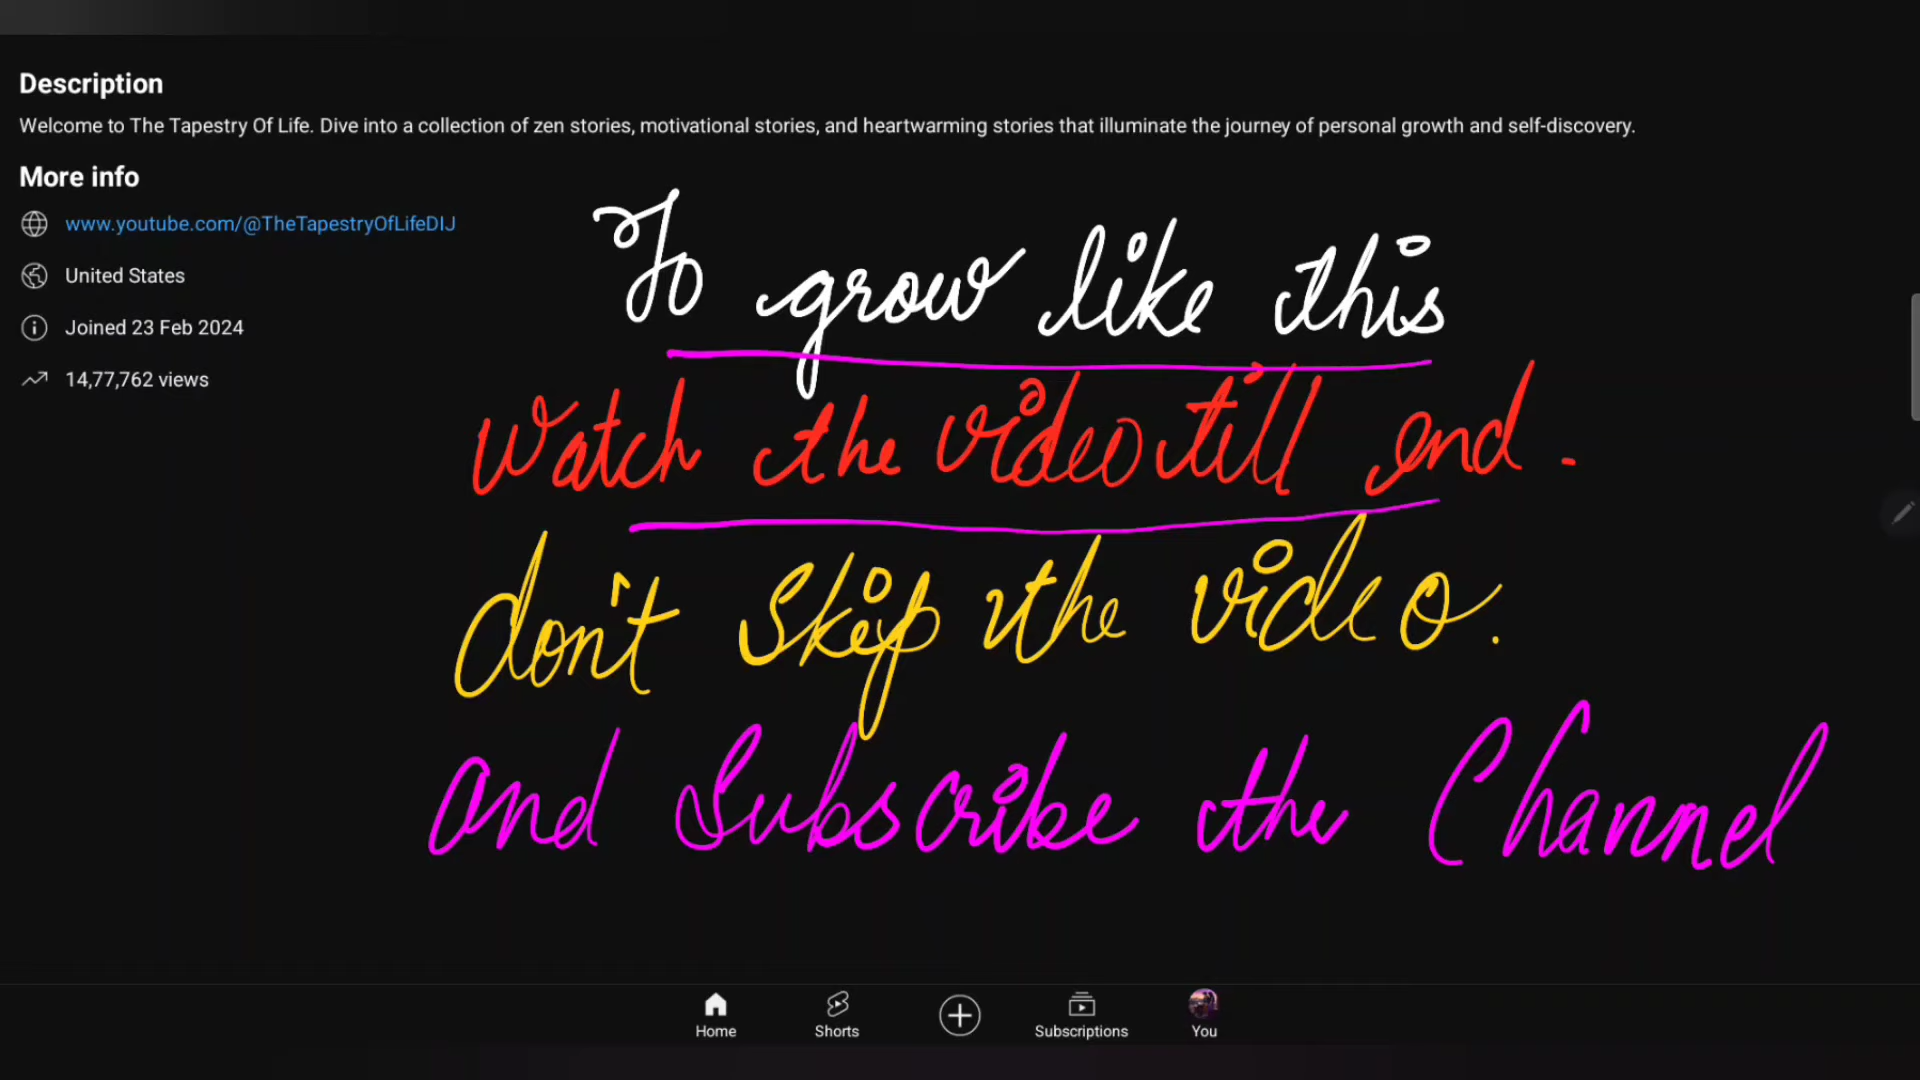 Description
Welcome to The Tapestry Of Life. Dive into a collection of zen stories, motivational stories, and heartwarming stories that illuminate the journey of personal growth and self-discovery.
More info
www.youtube.com/@TheTapestryOfLifeDIJ
United States
Joined 23 Feb 2024
14,77,762 views
To grow like this
Watch the video till end.
don't skip the video.
and Subscribe the Channel
Home Shorts Subscriptions You